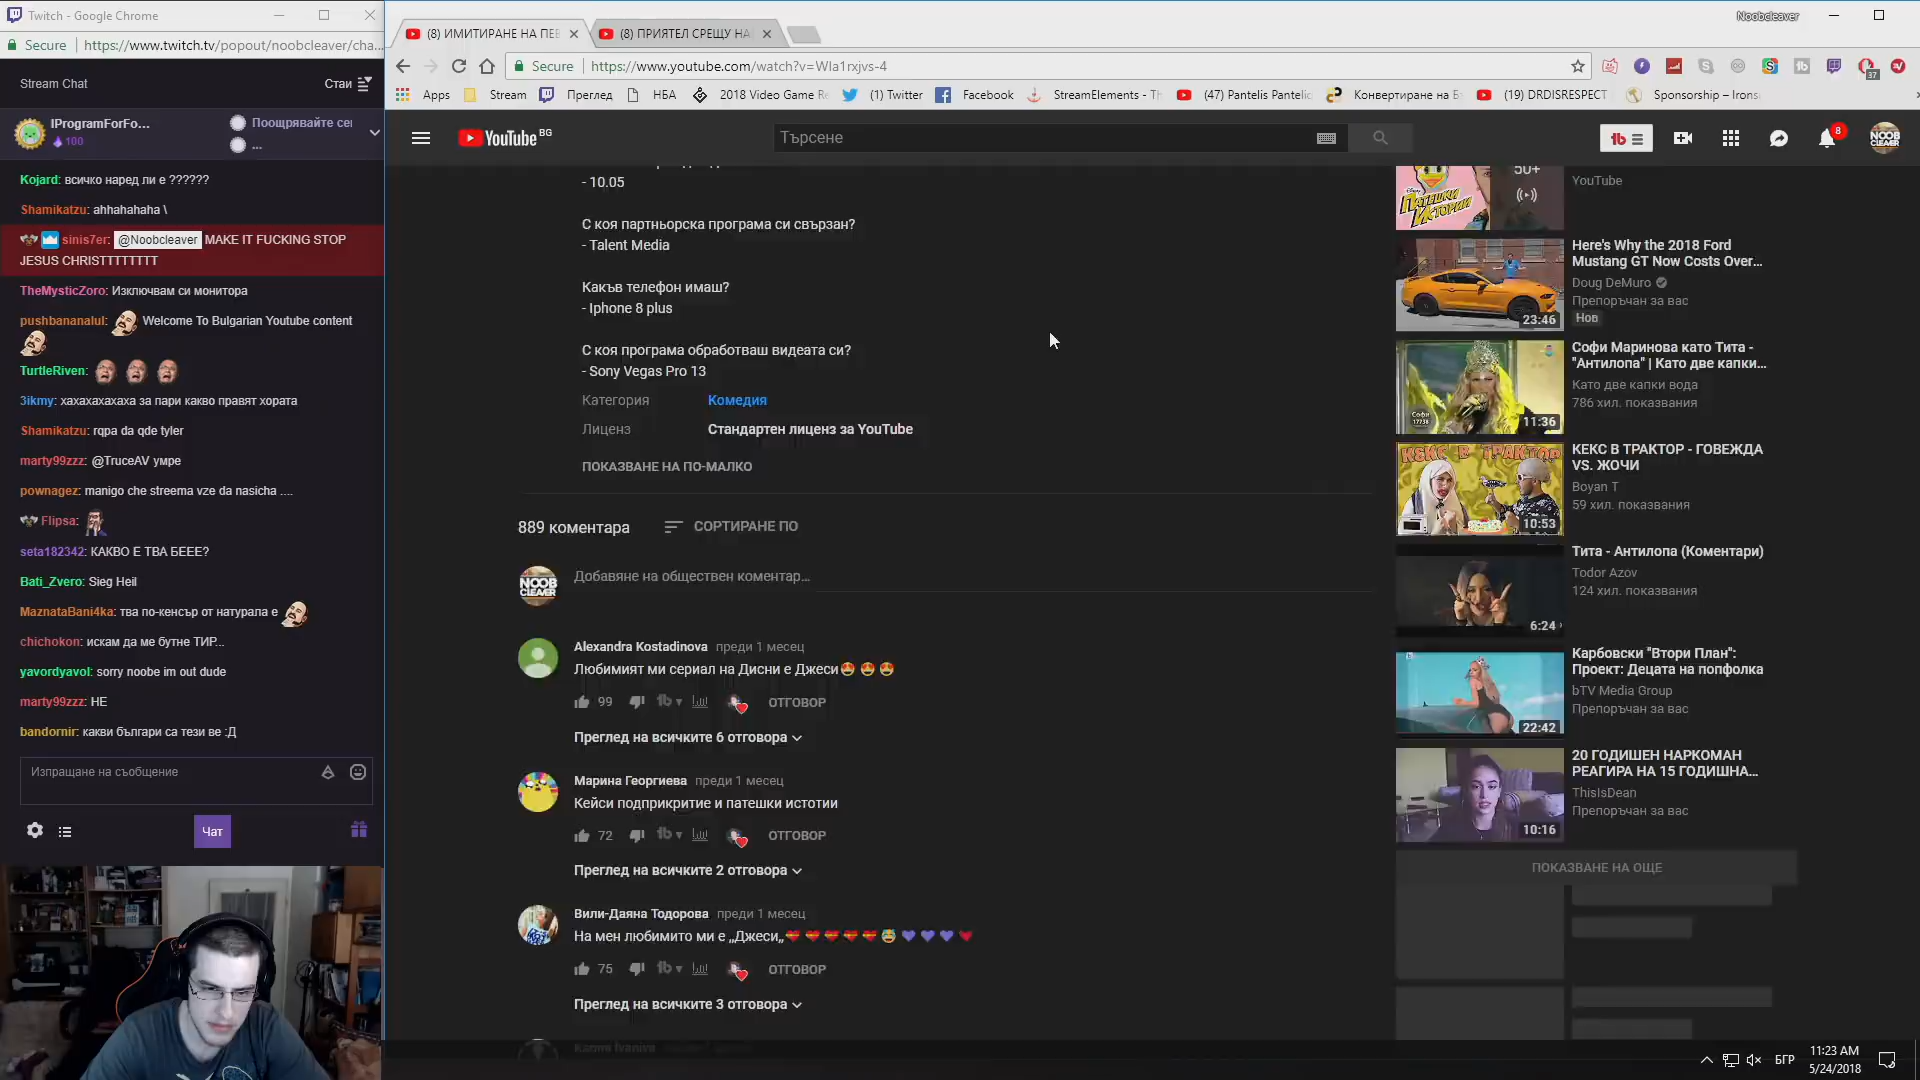 Twitch - Google Chrome
Secure https://www.twitch.tv/popout/noobcleaver/cha...
Stream Chat
Стаи
IProgramForFo...
100
Поощрявайте сег
...
Kojard: всичко наред ли е ??????
Shamikatzu: ahhahahaha \
sinis7er: @Noobcleaver MAKE IT FUCKING STOP
JESUS CHRISTTTTTTTT
TheMysticZoro: Изключвам си монитора
pushbananalul: Welcome To Bulgarian Youtube content
TurtleRiven:
3ikmy: хахахахахаха за пари какво правят хората
Shamikatzu: rqpa da qde tyler
marty99zzz: @TruceAV умре
pownagez: manigo che streema vze da nasicha ....
Flipsa:
seta182342: КАКВО Е ТВА БЕЕЕ?
Bati_Zvero: Sieg Heil
MaznataBani4ka: тва по-кенсър от натурала е
chichokon: искам да ме бутне ТИР...
yavordyavol: sorry noobe im out dude
marty99zzz: НЕ
bandornir: какви българи са тези ве :Д
Изпращане на съобщение
Чат
(8) ИМИТИРАНЕ НА ПЕВ
(8) ПРИЯТЕЛ СРЕЩУ НА
Noobcleaver
Secure https://www.youtube.com/watch?v=WIa1rxjvs-4
37
Apps
Stream
Преглед
НБА
2018 Video Game Re
(1) Twitter
Facebook
StreamElements - Th
(47) Pantelis Pantelic
Конвертиране на В
(19) DRDISRESPECT
Sponsorship – Irons
YouTube BG
Търсене
8
NOOB CLEAVER
- 10.05
С коя партньорска програма си свързан?
- Talent Media
Какъв телефон имаш?
- Iphone 8 plus
С коя програма обработваш видеата си?
- Sony Vegas Pro 13
Категория Комедия
Лиценз Стандартен лиценз за YouTube
ПОКАЗВАНЕ НА ПО-МАЛКО
889 коментара
СОРТИРАНЕ ПО
NOOB CLEAVER
Добавяне на обществен коментар...
Alexandra Kostadinova преди 1 месец
Любимият ми сериал на Дисни е Джеси😍 😍 😍
99 ОТГОВОР
Преглед на всичките 6 отговора
Марина Георгиева преди 1 месец
Кейси подприкритие и патешки истотии
72 ОТГОВОР
Преглед на всичките 2 отговора
Вили-Даяна Тодорова преди 1 месец
На мен любимито ми е ,,Джеси,,
75 ОТГОВОР
Преглед на всичките 3 отговора
ПАТЕШКИ ИСТОРИИ
50+
YouTube
Here's Why the 2018 Ford
Mustang GT Now Costs Over...
Doug DeMuro
Препоръчан за вас
Нов
23:46
Софи Маринова като Тита -
"Антилопа" | Като две капки...
Като две капки вода
786 хил. показвания
11:36
КЕКС В ТРАКТОР
КЕКС В ТРАКТОР - ГОВЕЖДА
VS. ЖОЧИ
Boyan T
59 хил. показвания
10:53
Тита - Антилопа (Коментари)
Todor Azov
124 хил. показвания
6:24
Карбовски "Втори План":
Проект: Децата на попфолка
bTV Media Group
Препоръчан за вас
22:42
20 ГОДИШЕН НАРКОМАН
РЕАГИРА НА 15 ГОДИШНА...
ThisIsDean
Препоръчан за вас
10:16
ПОКАЗВАНЕ НА ОЩЕ
БГР
11:23 AM
5/24/2018